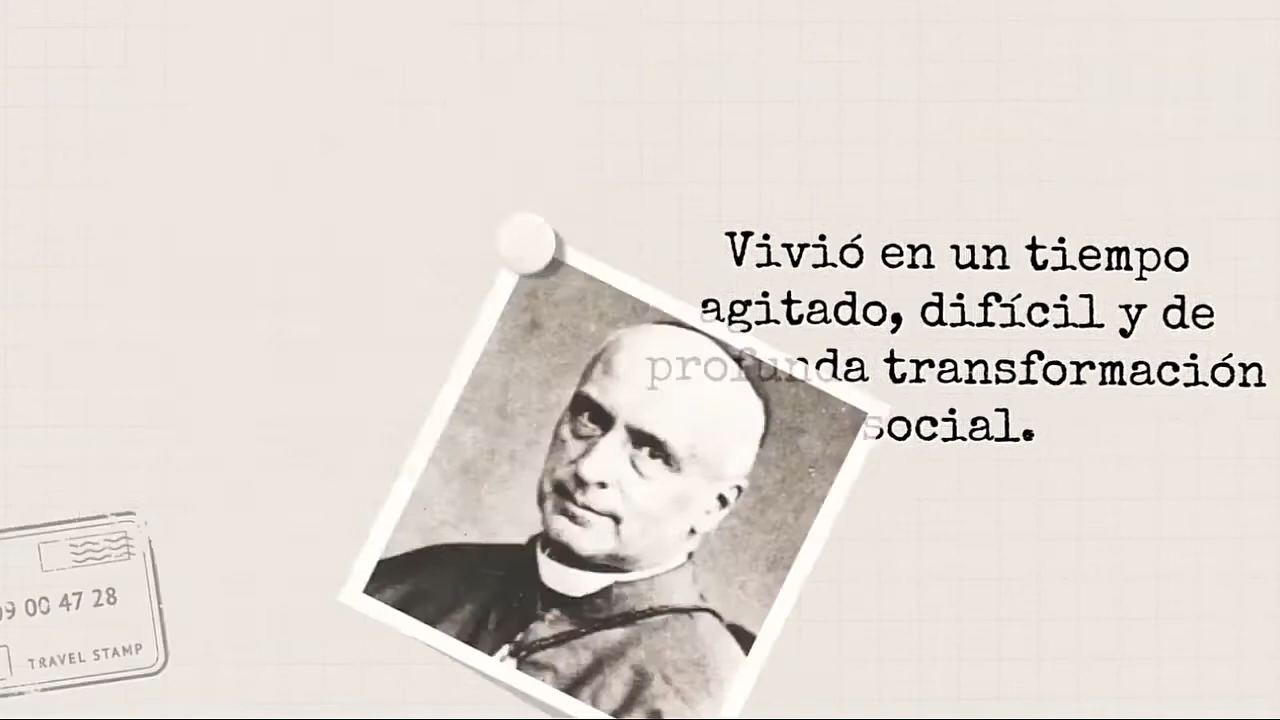 Vivió en un tiempo
agitado, difícil y de
profunda transformación
social.
09 00 47 28
TRAVEL STAMP